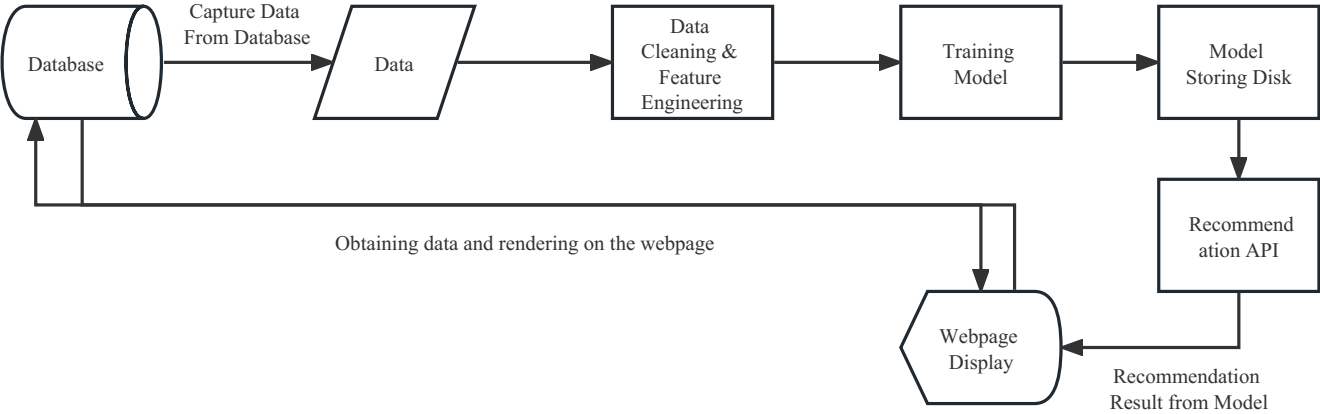 Capture Data
From Database
Database
Data
Data
Cleaning &
Feature
Engineering
Training
Model
Model
Storing Disk
Recommend
ation API
Obtaining data and rendering on the webpage
Webpage
Display
Recommendation
Result from Model